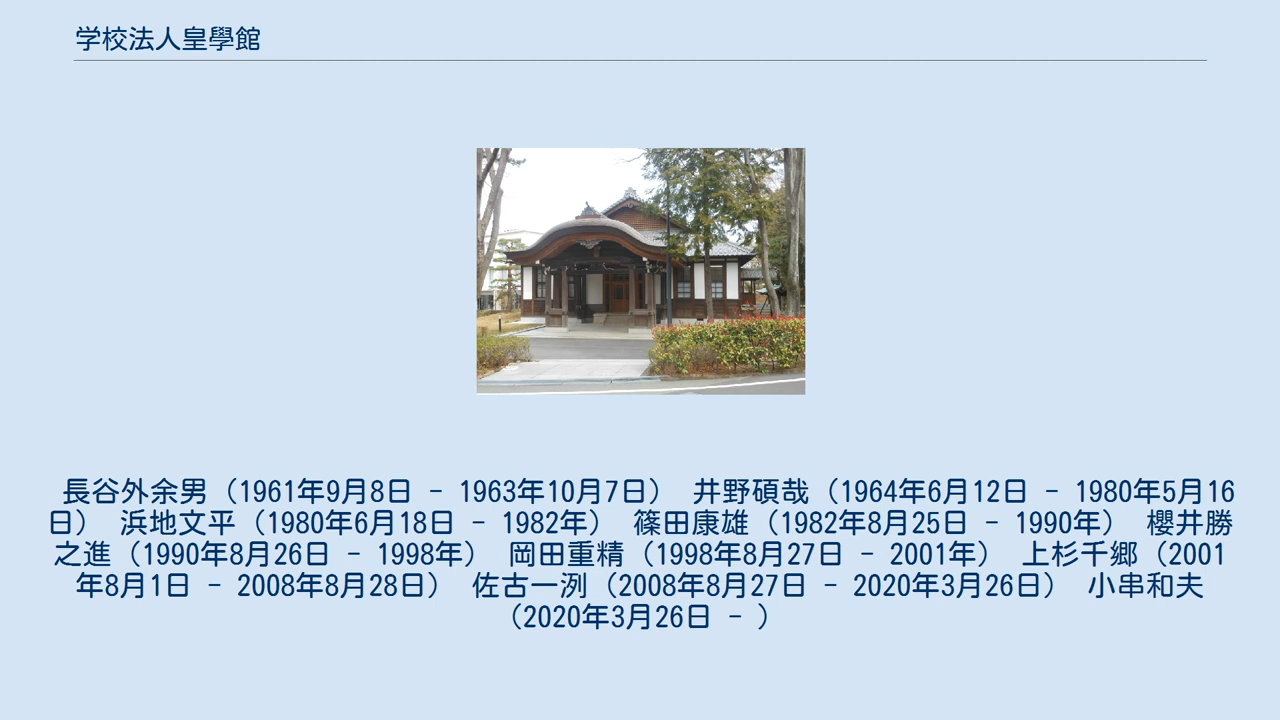 学校法人皇學館
長谷外余男（1961年9月8日 - 1963年10月7日） 井野碩哉（1964年6月12日 - 1980年5月16
日） 浜地文平（1980年6月18日 - 1982年） 篠田康雄（1982年8月25日 - 1990年） 櫻井勝
之進（1990年8月26日 - 1998年） 岡田重精（1998年8月27日 - 2001年） 上杉千郷（2001
年8月1日 - 2008年8月28日） 佐古一洌（2008年8月27日 - 2020年3月26日） 小串和夫
（2020年3月26日 - ）